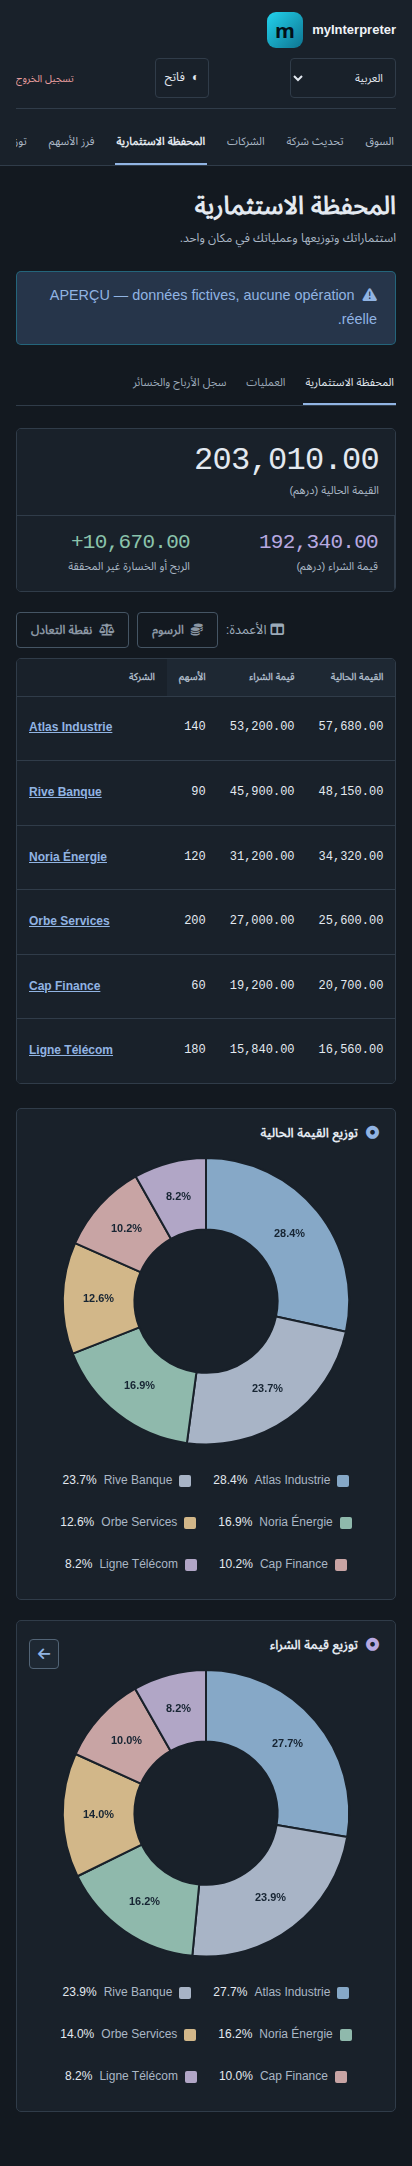 myInterpreter
العربية
فاتح
تسجيل الخروج
السوق تحديث شركة الشركات المحفظة الاستثمارية فرز الأسهم توز
المحفظة الاستثمارية
استثماراتك وتوزيعها وعملياتك في مكان واحد.
APERÇU — données fictives, aucune opération
réelle.
المحفظة الاستثمارية العمليات سجل الأرباح والخسائر
203,010.00
القيمة الحالية (درهم)
192,340.00 +10,670.00
قيمة الشراء (درهم) الربح أو الخسارة غير المحققة
الأعمدة: الرسوم نقطة التعادل
القيمة الحالية قيمة الشراء الأسهم الشركة
Atlas Industrie 140 53,200.00 57,680.00
Rive Banque 90 45,900.00 48,150.00
Noria Énergie 120 31,200.00 34,320.00
Orbe Services 200 27,000.00 25,600.00
Cap Finance 60 19,200.00 20,700.00
Ligne Télécom 180 15,840.00 16,560.00
توزيع القيمة الحالية
8.2%
10.2%
28.4%
12.6%
16.9%
23.7%
23.7% Rive Banque 28.4% Atlas Industrie
12.6% Orbe Services 16.9% Noria Énergie
8.2% Ligne Télécom 10.2% Cap Finance
توزيع قيمة الشراء
8.2%
10.0%
27.7%
14.0%
16.2%
23.9%
23.9% Rive Banque 27.7% Atlas Industrie
14.0% Orbe Services 16.2% Noria Énergie
8.2% Ligne Télécom 10.0% Cap Finance